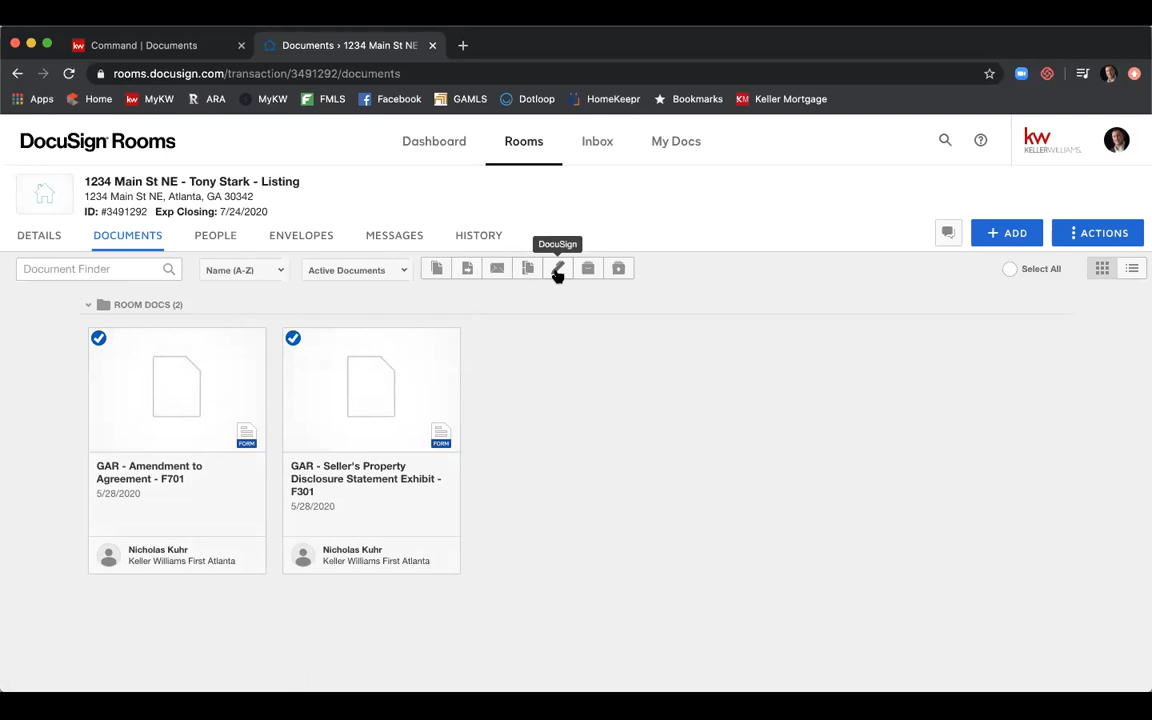 Command | Documents
Documents › 1234 Main St NE
rooms.docusign.com/transaction/3491292/documents
Apps Home MyKW ARA MyKW FMLS Facebook GAMLS Dotloop HomeKeepr Bookmarks Keller Mortgage
DocuSign Rooms Dashboard Rooms Inbox My Docs
kw
KELLERWILLIAMS.
1234 Main St NE - Tony Stark - Listing
1234 Main St NE, Atlanta, GA 30342
ID: #3491292 Exp Closing: 7/24/2020
DETAILS DOCUMENTS PEOPLE ENVELOPES MESSAGES HISTORY
+ ADD
ACTIONS
DocuSign
Document Finder
Name (A-Z)
Active Documents
Select All
ROOM DOCS (2)
FORM
GAR - Amendment to
Agreement - F701
5/28/2020
Nicholas Kuhr
Keller Williams First Atlanta
FORM
GAR - Seller's Property
Disclosure Statement Exhibit -
F301
5/28/2020
Nicholas Kuhr
Keller Williams First Atlanta